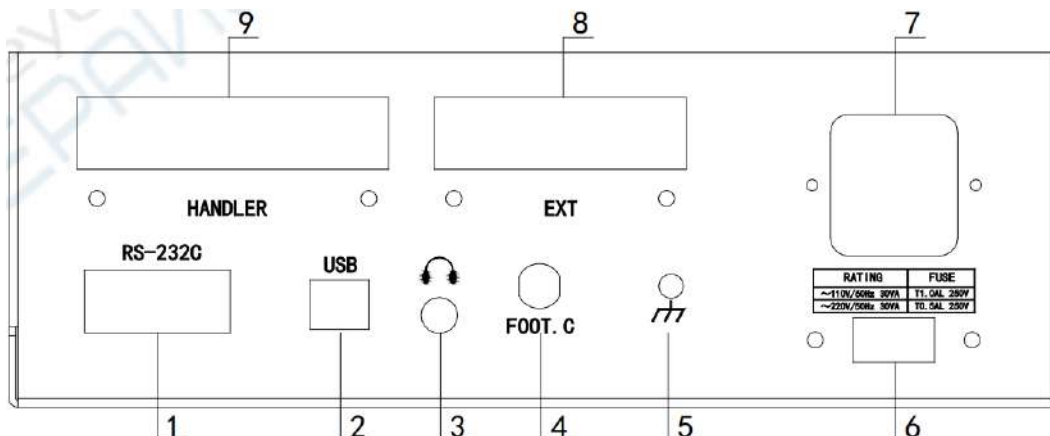 9 8 7
HANDLER EXT
RS-232C USB
FOOT. C
RATING FUSE
~110V/60Hz 30VA T1.0AL 250V
~220V/50Hz 30VA T0.5AL 250V
1 2 3 4 5 6